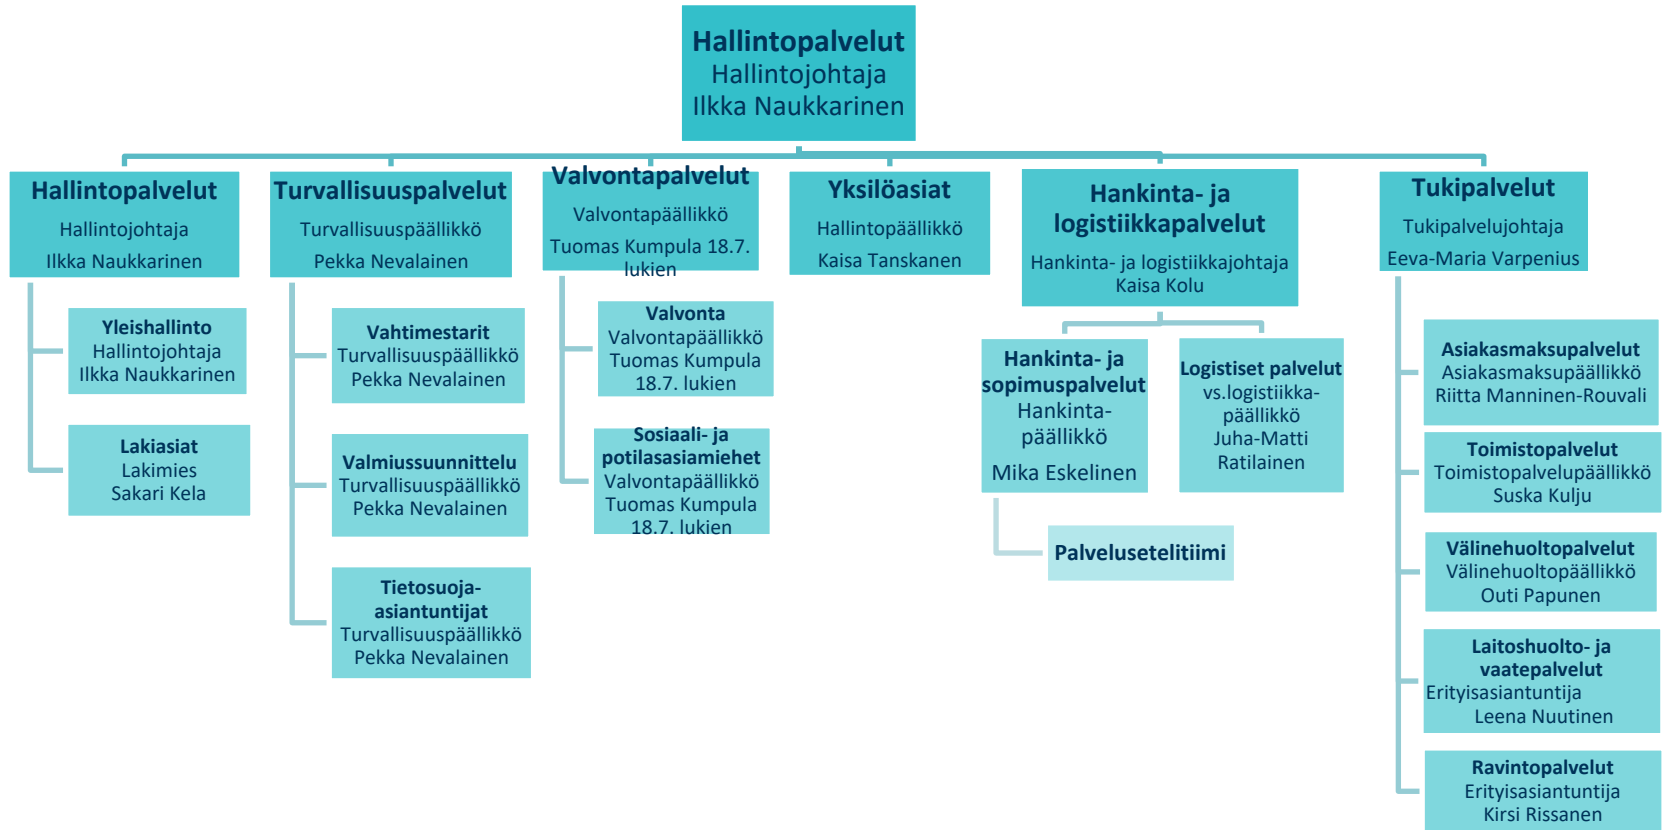 Hallintopalvelut
Hallintojohtaja
Ilkka Naukkarinen
Hallintopalvelut
Hallintojohtaja
Ilkka Naukkarinen
Yleishallinto
Hallintojohtaja
Ilkka Naukkarinen
Lakiasiat
Lakimies
Sakari Kela
Turvallisuuspalvelut
Turvallisuuspäällikkö
Pekka Nevalainen
Vahtimestarit
Turvallisuuspäällikkö
Pekka Nevalainen
Valmiussuunnittelu
Turvallisuuspäällikkö
Pekka Nevalainen
Tietosuoja-
asiantuntijat
Turvallisuuspäällikkö
Pekka Nevalainen
Valvontapalvelut
Valvontapäällikkö
Tuomas Kumpula 18.7.
lukien
Valvonta
Valvontapäällikkö
Tuomas Kumpula
18.7. lukien
Sosiaali- ja
potilasasiamiehet
Valvontapäällikkö
Tuomas Kumpula
18.7. lukien
Yksilöasiat
Hallintopäällikkö
Kaisa Tanskanen
Hankinta- ja
logistiikkapalvelut
Hankinta- ja logistiikkajohtaja
Kaisa Kolu
Hankinta- ja
sopimuspalvelut
Hankinta-
päällikkö
Mika Eskelinen
Palvelusetelitiimi
Logistiset palvelut
vs.logistiikka-
päällikkö
Juha-Matti
Ratilainen
Tukipalvelut
Tukipalvelujohtaja
Eeva-Maria Varpenius
Asiakasmaksupalvelut
Asiakasmaksupäällikkö
Riitta Manninen-Rouvali
Toimistopalvelut
Toimistopalvelupäällikkö
Suska Kulju
Välinehuoltopalvelut
Välinehuoltopäällikkö
Outi Papunen
Laitoshuolto- ja
vaatepalvelut
Erityisasiantuntija
Leena Nuutinen
Ravintopalvelut
Erityisasiantuntija
Kirsi Rissanen